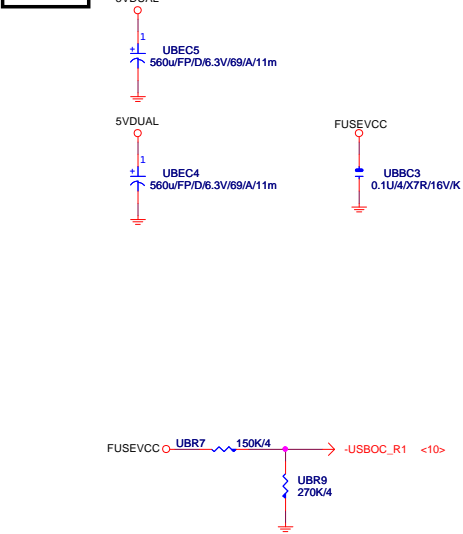 5VDUAL
1
+
UBEC5
560u/FP/D/6.3V/69/A/11m
5VDUAL
1
+
UBEC4
560u/FP/D/6.3V/69/A/11m
FUSEVCC
UBBC3
0.1U/4/X7R/16V/K
FUSEVCC UBR7 150K/4 -USBOC_R1 <10>
UBR9
270K/4